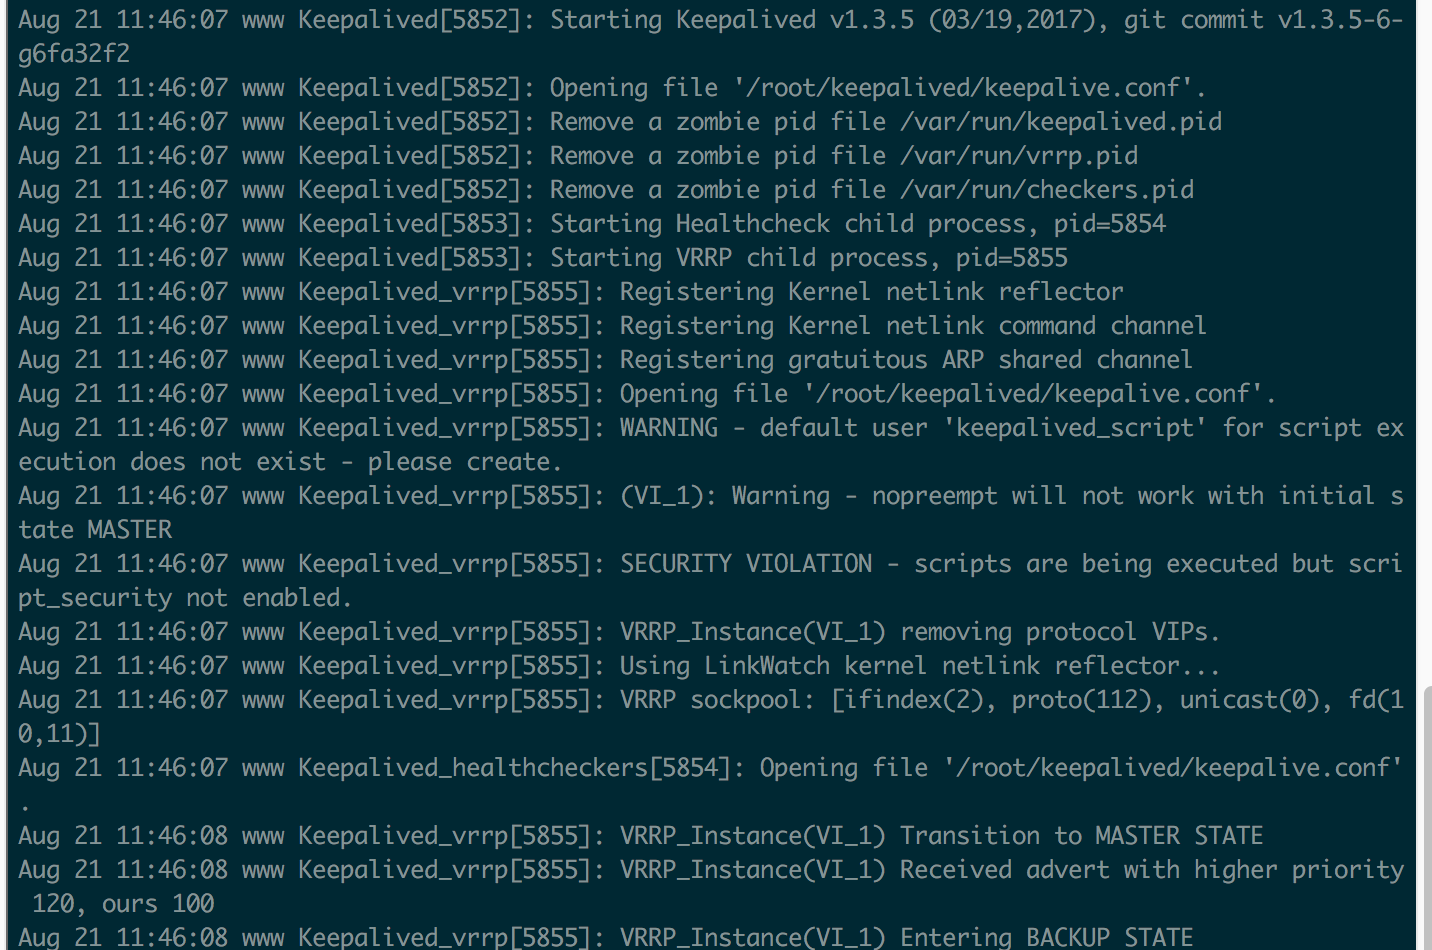 Aug 21 11:46:07 www Keepalived[5852]: Starting Keepalived v1.3.5 (03/19,2017), git commit v1.3.5-6-
g6fa32f2
Aug 21 11:46:07 www Keepalived[5852]: Opening file '/root/keepalived/keepalive.conf'.
Aug 21 11:46:07 www Keepalived[5852]: Remove a zombie pid file /var/run/keepalived.pid
Aug 21 11:46:07 www Keepalived[5852]: Remove a zombie pid file /var/run/vrrp.pid
Aug 21 11:46:07 www Keepalived[5852]: Remove a zombie pid file /var/run/checkers.pid
Aug 21 11:46:07 www Keepalived[5853]: Starting Healthcheck child process, pid=5854
Aug 21 11:46:07 www Keepalived[5853]: Starting VRRP child process, pid=5855
Aug 21 11:46:07 www Keepalived_vrrp[5855]: Registering Kernel netlink reflector
Aug 21 11:46:07 www Keepalived_vrrp[5855]: Registering Kernel netlink command channel
Aug 21 11:46:07 www Keepalived_vrrp[5855]: Registering gratuitous ARP shared channel
Aug 21 11:46:07 www Keepalived_vrrp[5855]: Opening file '/root/keepalived/keepalive.conf'.
Aug 21 11:46:07 www Keepalived_vrrp[5855]: WARNING - default user 'keepalived_script' for script ex
ecution does not exist - please create.
Aug 21 11:46:07 www Keepalived_vrrp[5855]: (VI_1): Warning - nopreempt will not work with initial s
tate MASTER
Aug 21 11:46:07 www Keepalived_vrrp[5855]: SECURITY VIOLATION - scripts are being executed but scri
pt_security not enabled.
Aug 21 11:46:07 www Keepalived_vrrp[5855]: VRRP_Instance(VI_1) removing protocol VIPs.
Aug 21 11:46:07 www Keepalived_vrrp[5855]: Using LinkWatch kernel netlink reflector...
Aug 21 11:46:07 www Keepalived_vrrp[5855]: VRRP sockpool: [ifindex(2), proto(112), unicast(0), fd(1
0,11)]
Aug 21 11:46:07 www Keepalived_healthcheckers[5854]: Opening file '/root/keepalived/keepalive.conf'
.
Aug 21 11:46:08 www Keepalived_vrrp[5855]: VRRP_Instance(VI_1) Transition to MASTER STATE
Aug 21 11:46:08 www Keepalived_vrrp[5855]: VRRP_Instance(VI_1) Received advert with higher priority
 120, ours 100
Aug 21 11:46:08 www Keepalived_vrrp[5855]: VRRP_Instance(VI_1) Entering BACKUP STATE